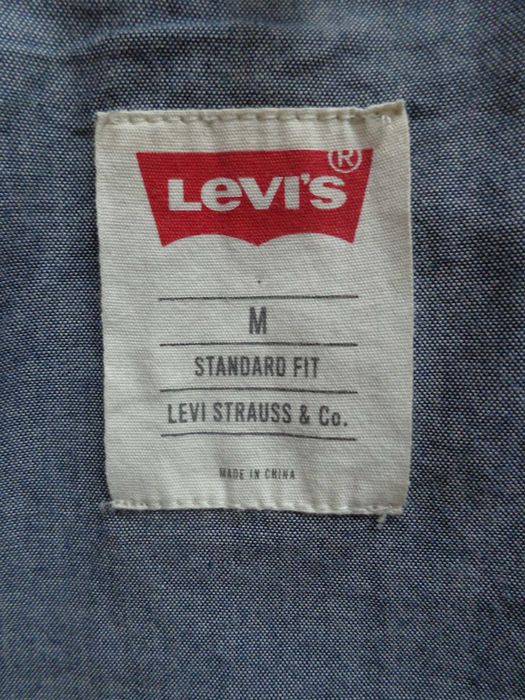 ®
Levi's
M
STANDARD FIT
LEVI STRAUSS & Co.
MADE IN CHINA